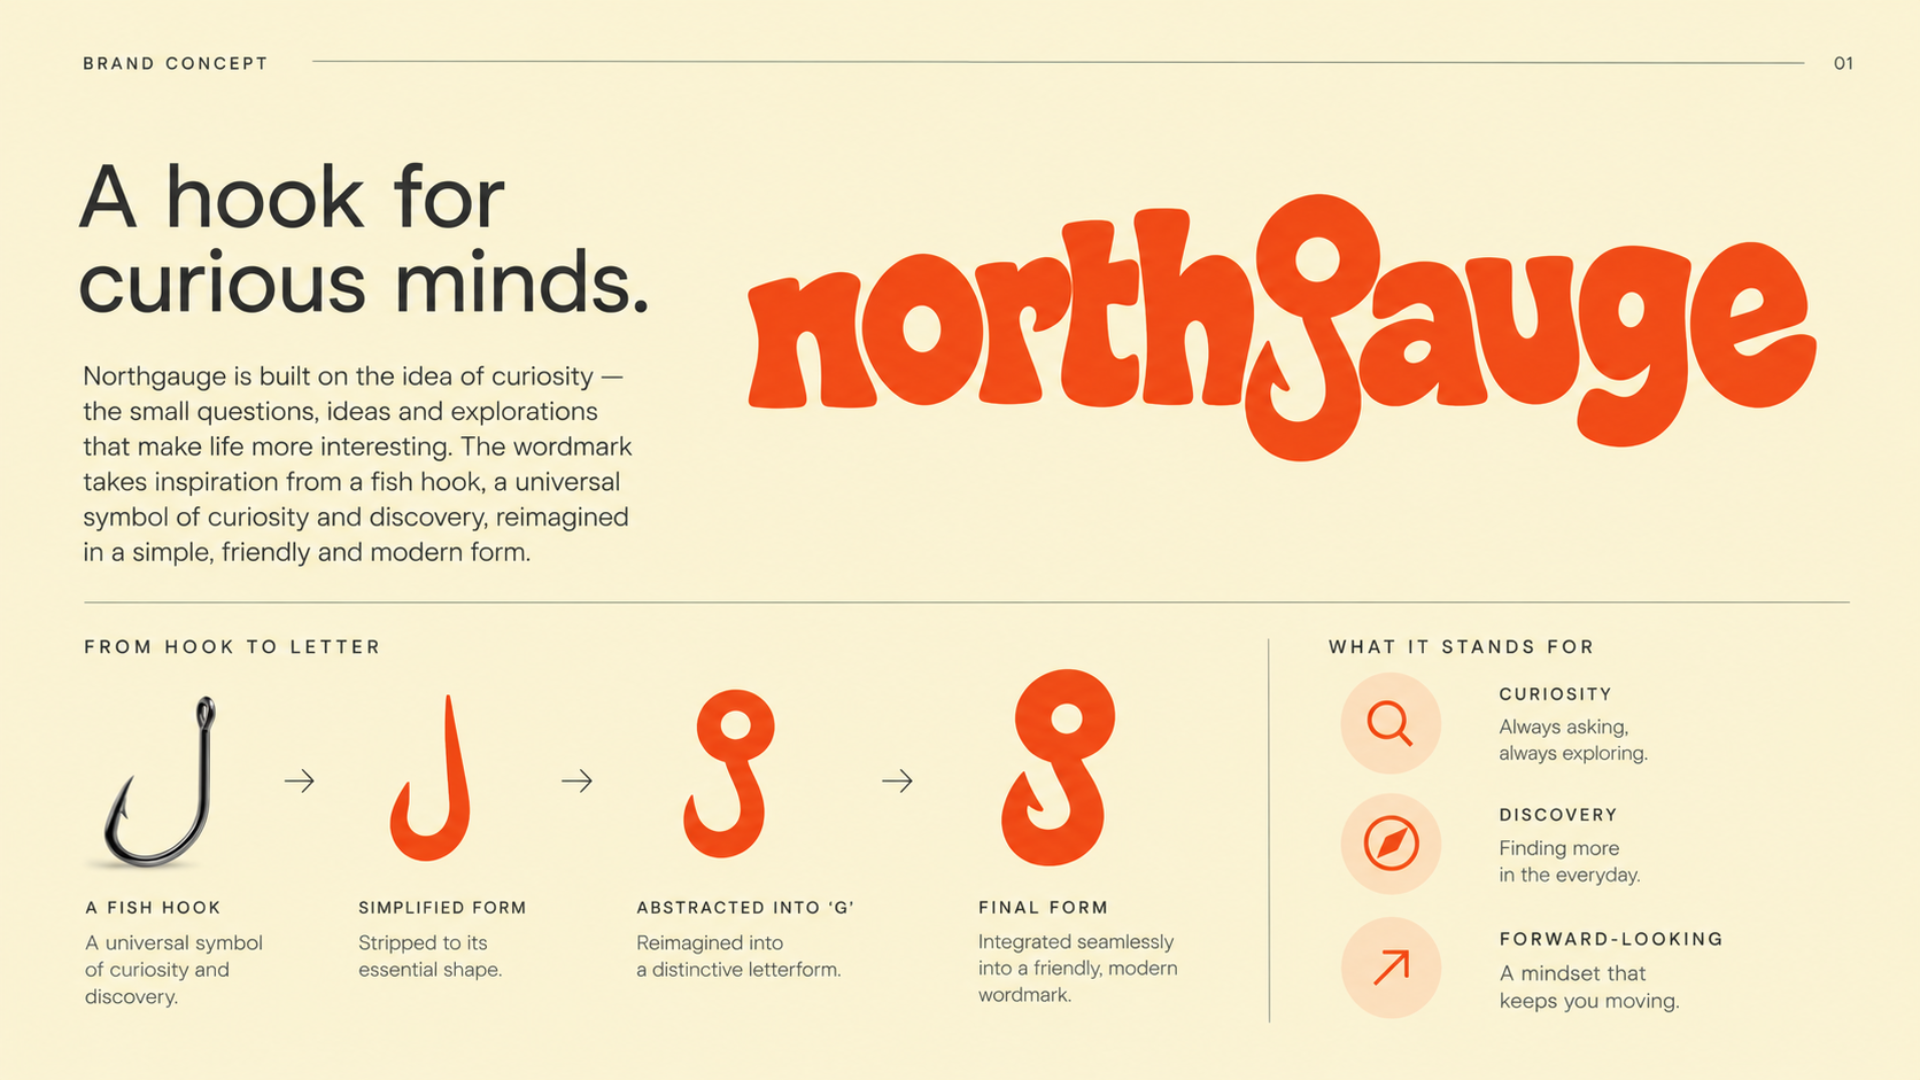 BRAND CONCEPT
01
A hook for
curious minds.
Northgauge is built on the idea of curiosity —
the small questions, ideas and explorations
that make life more interesting. The wordmark
takes inspiration from a fish hook, a universal
symbol of curiosity and discovery, reimagined
in a simple, friendly and modern form.
northgauge
FROM HOOK TO LETTER
A FISH HOOK
A universal symbol
of curiosity and
discovery.
SIMPLIFIED FORM
Stripped to its
essential shape.
ABSTRACTED INTO ‘G’
Reimagined into
a distinctive letterform.
FINAL FORM
Integrated seamlessly
into a friendly, modern
wordmark.
WHAT IT STANDS FOR
CURIOSITY
Always asking,
always exploring.
DISCOVERY
Finding more
in the everyday.
FORWARD-LOOKING
A mindset that
keeps you moving.